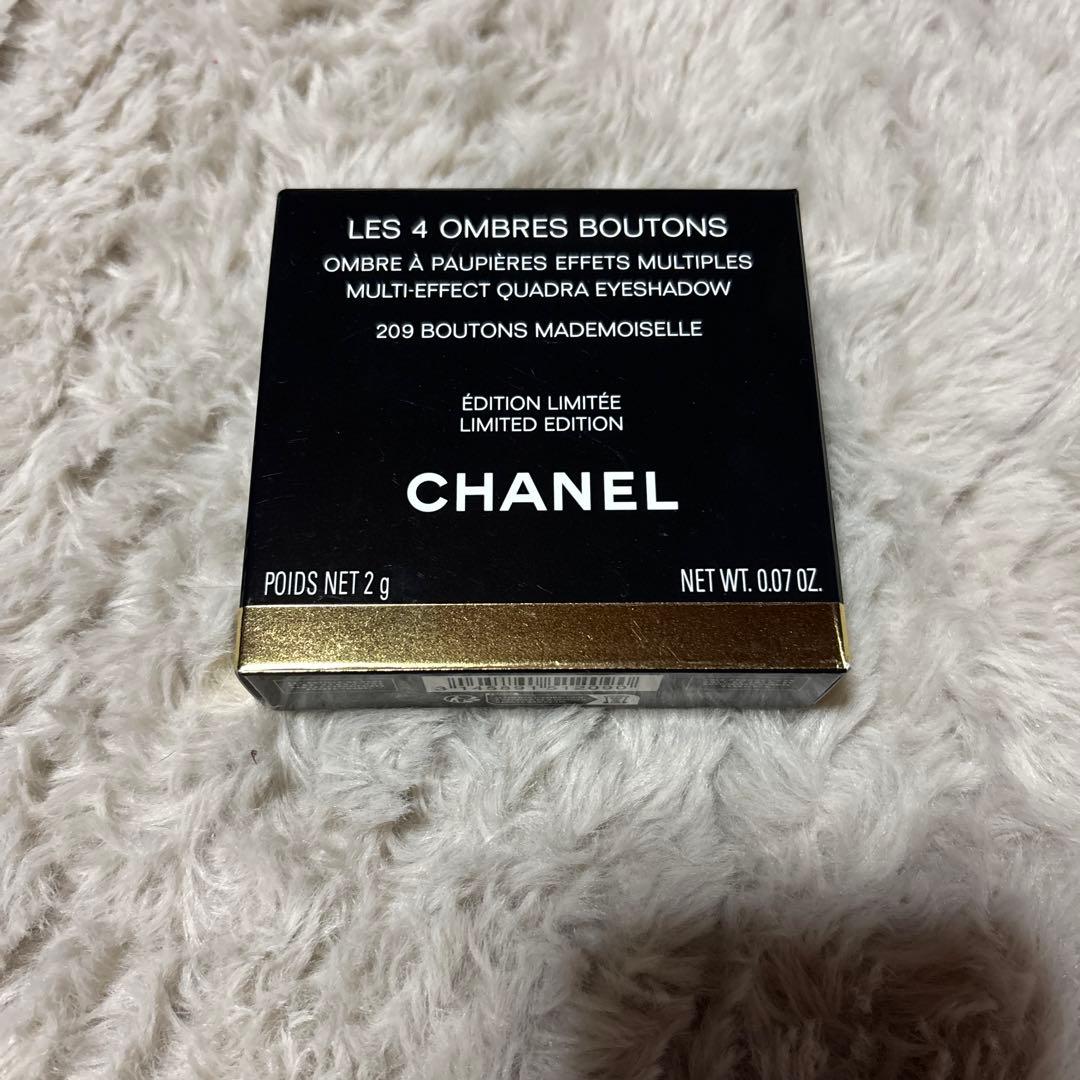 LES 4 OMBRES BOUTONS
OMBRE À PAUPIÈRES EFFETS MULTIPLES
MULTI-EFFECT QUADRA EYESHADOW
209 BOUTONS MADEMOISELLE
ÉDITION LIMITÉE
LIMITED EDITION
CHANEL
POIDS NET 2 g
NET WT. 0.07 OZ.